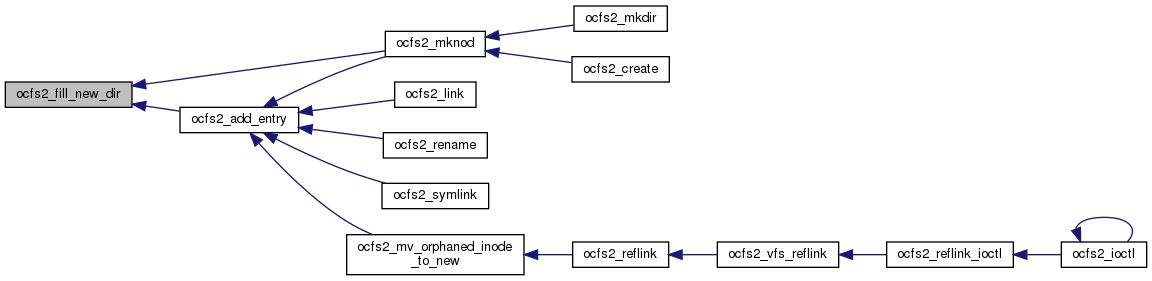 ocfs2_mkdir
ocfs2_mknod
ocfs2_create
ocfs2_fill_new_dir
ocfs2_link
ocfs2_add_entry
ocfs2_rename
ocfs2_symlink
ocfs2_mv_orphaned_inode
_to_new
ocfs2_reflink
ocfs2_vfs_reflink
ocfs2_reflink_ioctl
ocfs2_ioctl